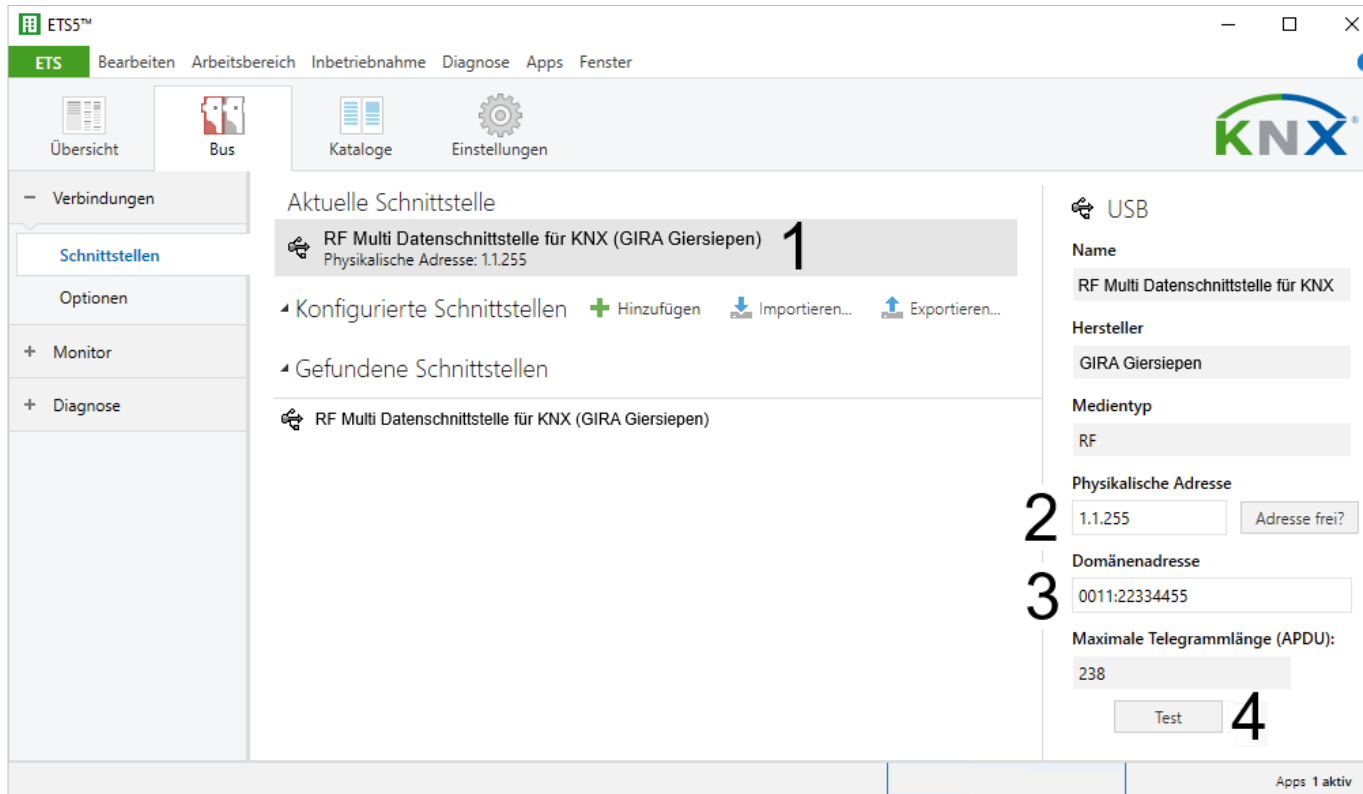 ETS5™
ETS Bearbeiten Arbeitsbereich Inbetriebnahme Diagnose Apps Fenster
Übersicht Bus Kataloge Einstellungen
KNX®
− Verbindungen
Schnittstellen
Optionen
+ Monitor
+ Diagnose
Aktuelle Schnittstelle
RF Multi Datenschnittstelle für KNX (GIRA Giersiepen) 1
Physikalische Adresse: 1.1.255
Konfigurierte Schnittstellen + Hinzufügen Importieren... Exportieren...
Gefundene Schnittstellen
RF Multi Datenschnittstelle für KNX (GIRA Giersiepen)
USB
Name
RF Multi Datenschnittstelle für KNX
Hersteller
GIRA Giersiepen
Medientyp
RF
Physikalische Adresse
2 1.1.255 Adresse frei?
Domänenadresse
3 0011:22334455
Maximale Telegrammlänge (APDU):
238
Test 4
Apps 1 aktiv